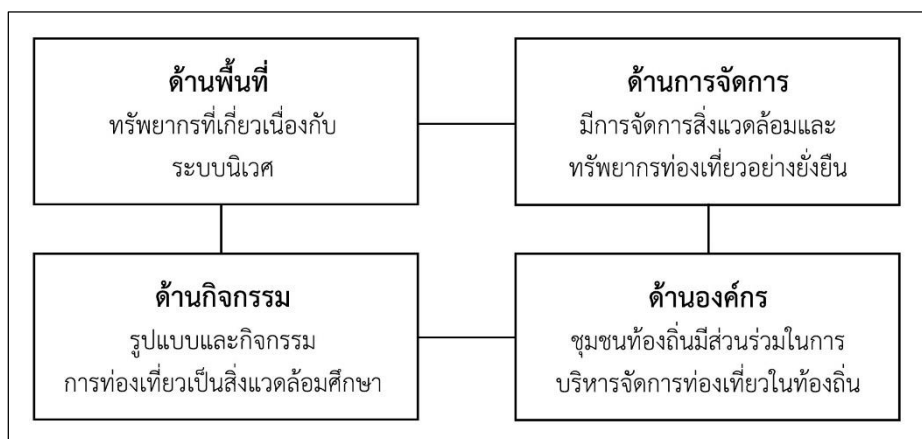 ด้านพื้นที่
ทรัพยากรที่เกี่ยวเนื่องกับ
ระบบนิเวศ
ด้านการจัดการ
มีการจัดการสิ่งแวดล้อมและ
ทรัพยากรท่องเที่ยวอย่างยั่งยืน
ด้านกิจกรรม
รูปแบบและกิจกรรม
การท่องเที่ยวเป็นสิ่งแวดล้อมศึกษา
ด้านองค์กร
ชุมชนท้องถิ่นมีส่วนร่วมในการ
บริหารจัดการท่องเที่ยวในท้องถิ่น